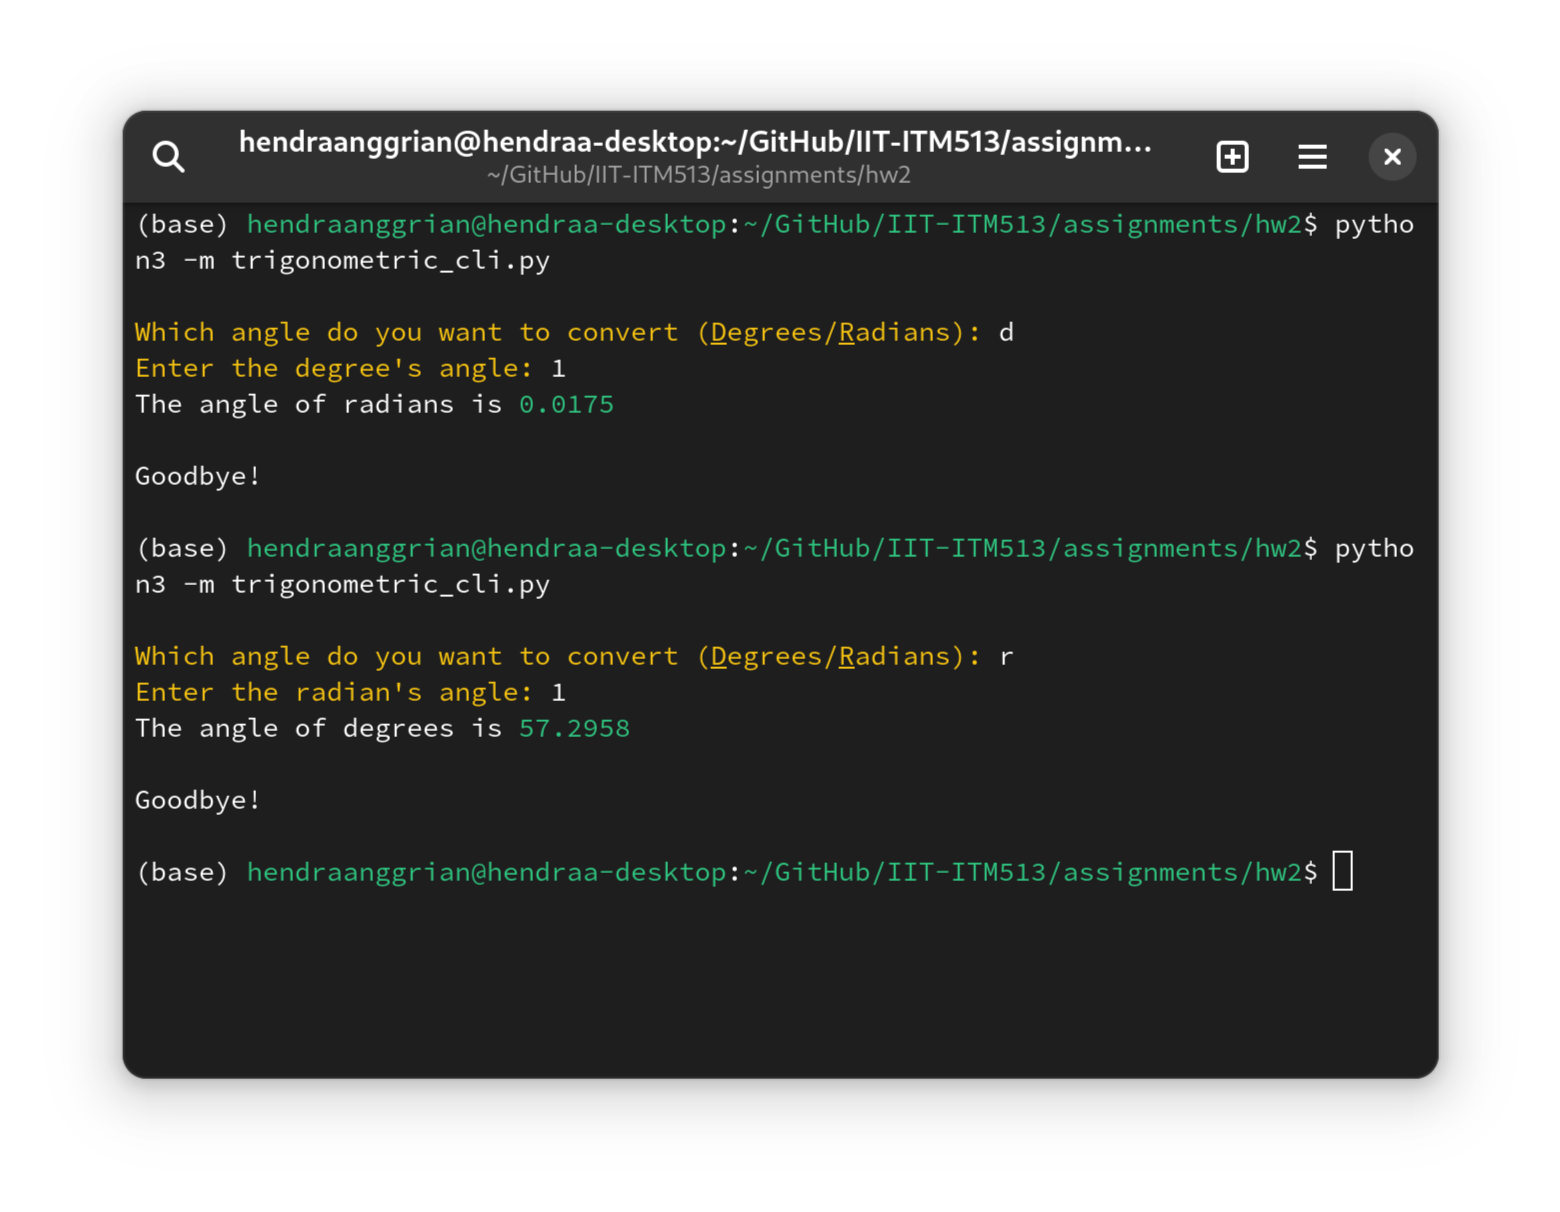 hendraanggrian@hendraa-desktop:~/GitHub/IIT-ITM513/assignm...
~/GitHub/IIT-ITM513/assignments/hw2
(base) hendraanggrian@hendraa-desktop:~/GitHub/IIT-ITM513/assignments/hw2$ pytho
n3 -m trigonometric_cli.py
Which angle do you want to convert (Degrees/Radians): d
Enter the degree's angle: 1
The angle of radians is 0.0175
Goodbye!
(base) hendraanggrian@hendraa-desktop:~/GitHub/IIT-ITM513/assignments/hw2$ pytho
n3 -m trigonometric_cli.py
Which angle do you want to convert (Degrees/Radians): r
Enter the radian's angle: 1
The angle of degrees is 57.2958
Goodbye!
(base) hendraanggrian@hendraa-desktop:~/GitHub/IIT-ITM513/assignments/hw2$